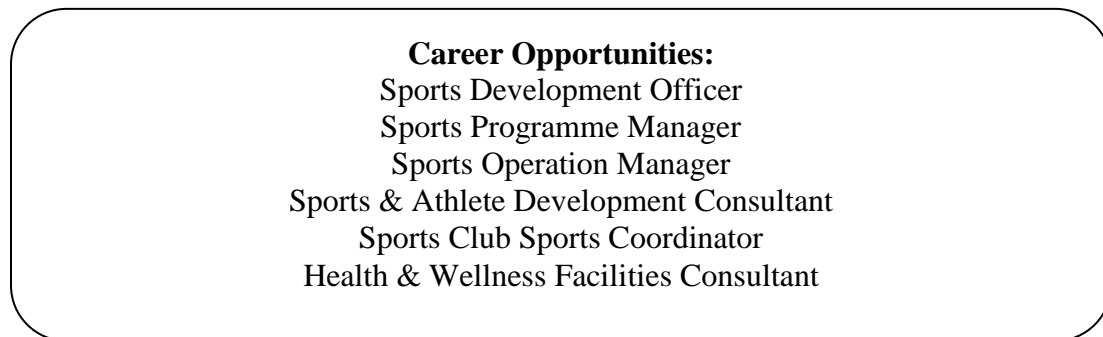 Career Opportunities:
Sports Development Officer
Sports Programme Manager
Sports Operation Manager
Sports & Athlete Development Consultant
Sports Club Sports Coordinator
Health & Wellness Facilities Consultant